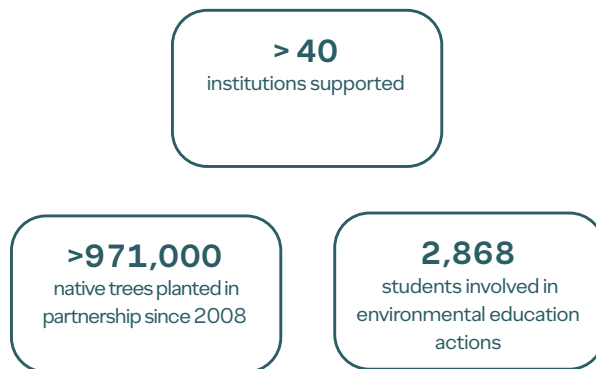 > 40
institutions supported
>971,000
native trees planted in
partnership since 2008
2,868
students involved in
environmental education
actions